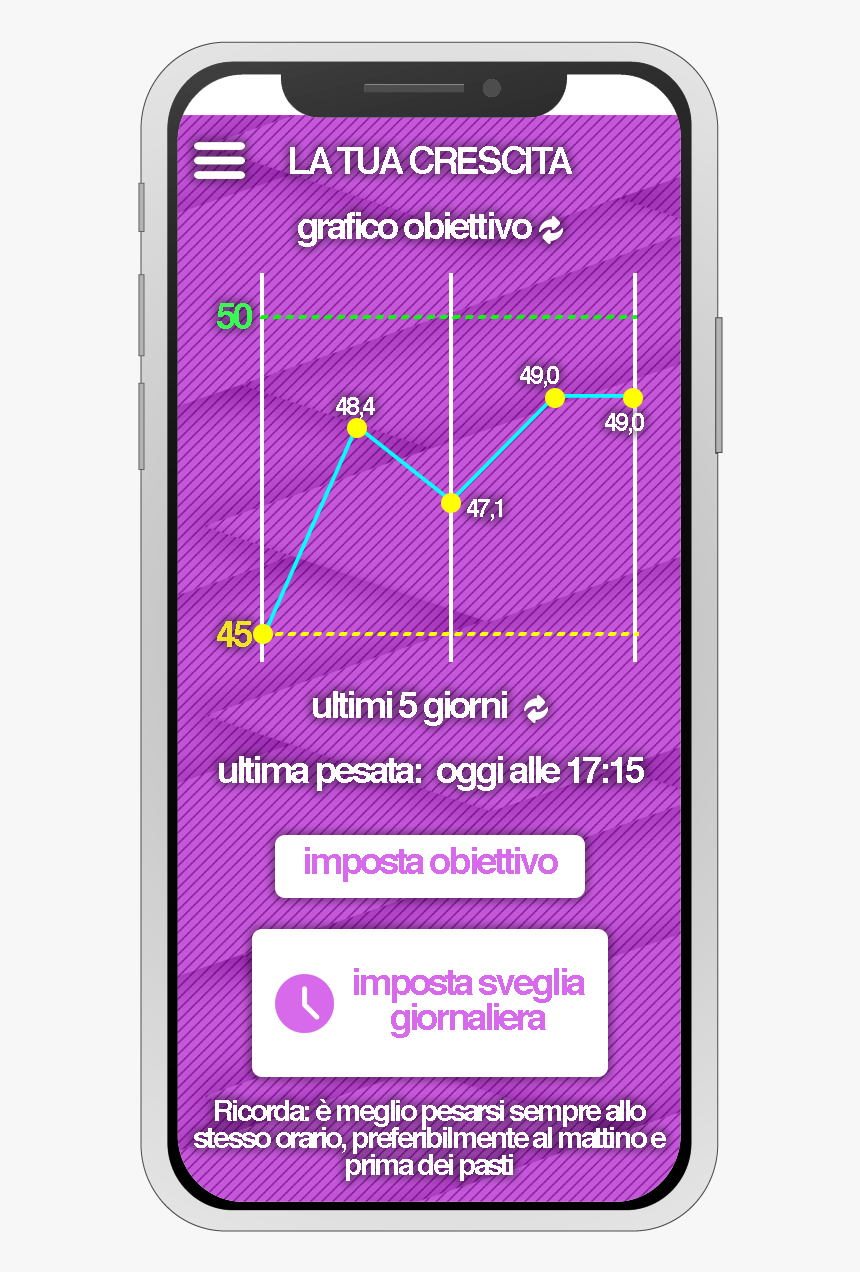 LA TUA CRESCITA
grafico obiettivo
50
49,0
48,4
49,0
47,1
45
ultimi 5 giorni
ultima pesata: oggi alle 17:15
imposta obiettivo
imposta sveglia
giornaliera
Ricorda: è meglio pesarsi sempre allo
stesso orario, preferibilmente al mattino e
prima dei pasti